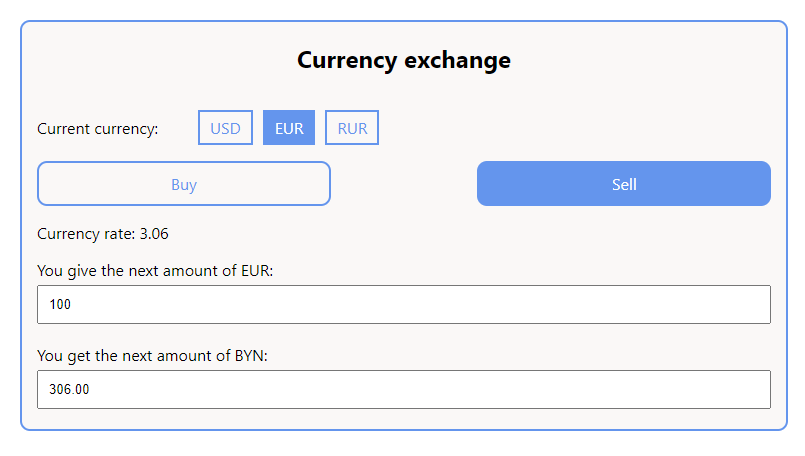 Currency exchange
Current currency: USD EUR RUR
Buy Sell
Currency rate: 3.06
You give the next amount of EUR:
100
You get the next amount of BYN:
306.00